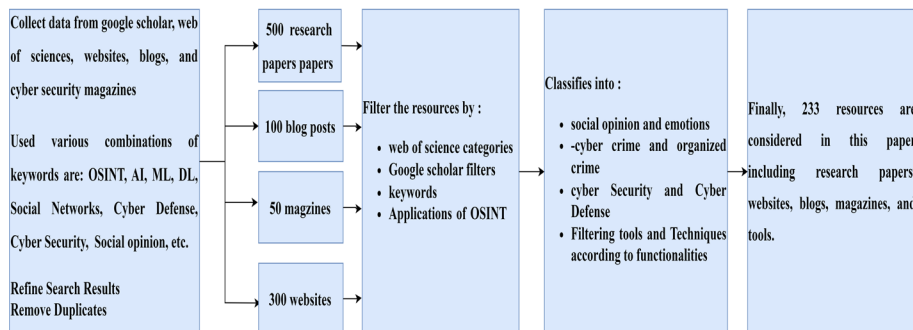 Collect data from google scholar, web
of sciences, websites, blogs, and
cyber security magazines
Used various combinations of
keywords are: OSINT, AI, ML, DL,
Social Networks, Cyber Defense,
Cyber Security, Social opinion, etc.
Refine Search Results
Remove Duplicates
500 research
papers papers
100 blog posts
50 magzines
300 websites
Filter the resources by :
• web of science categories
• Google scholar filters
• keywords
• Applications of OSINT
Classifies into :
• social opinion and emotions
• -cyber crime and organized
crime
• cyber Security and Cyber
Defense
• Filtering tools and Techniques
according to functionalities
Finally, 233 resources are
considered in this paper
including research papers,
websites, blogs, magazines, and
tools.